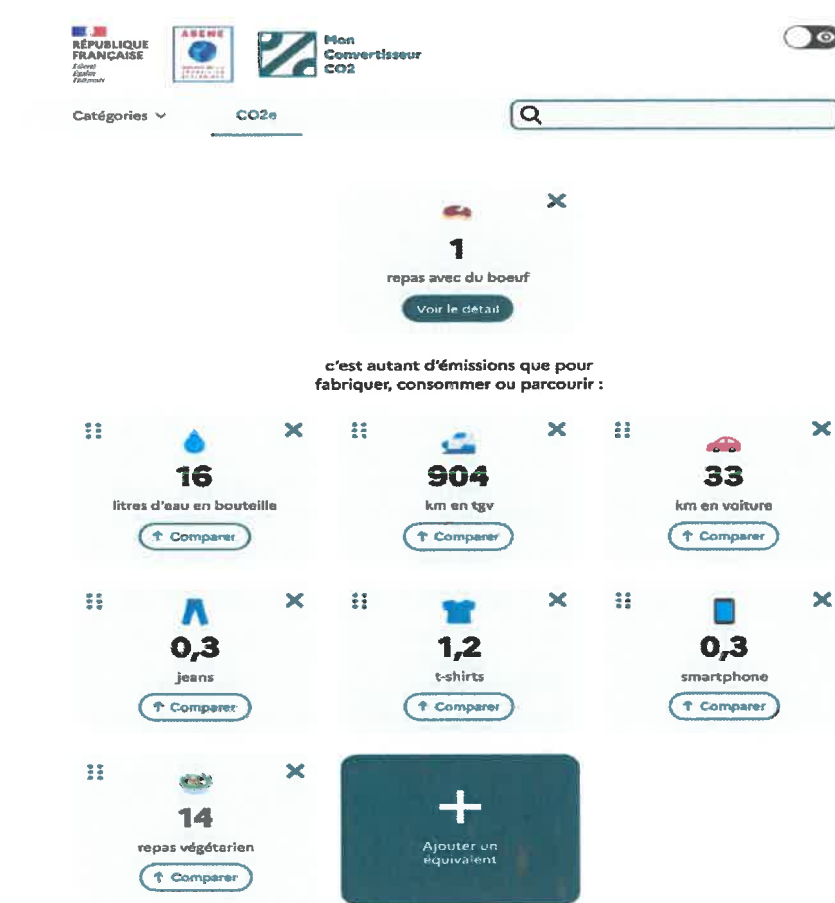 RÉPUBLIQUE
FRANÇAISE
Liberté
Égalité
Fraternité
ADEME
Mon
Convertisseur
CO2
Catégories
CO2e
1
repas avec du boeuf
Voir le détail
c'est autant d'émissions que pour
fabriquer, consommer ou parcourir :
16
litres d'eau en bouteille
↑ Comparer
904
km en tgv
↑ Comparer
33
km en voiture
↑ Comparer
0,3
jeans
↑ Comparer
1,2
t-shirts
↑ Comparer
0,3
smartphone
↑ Comparer
14
repas végétarien
↑ Comparer
Ajouter un
équivalent